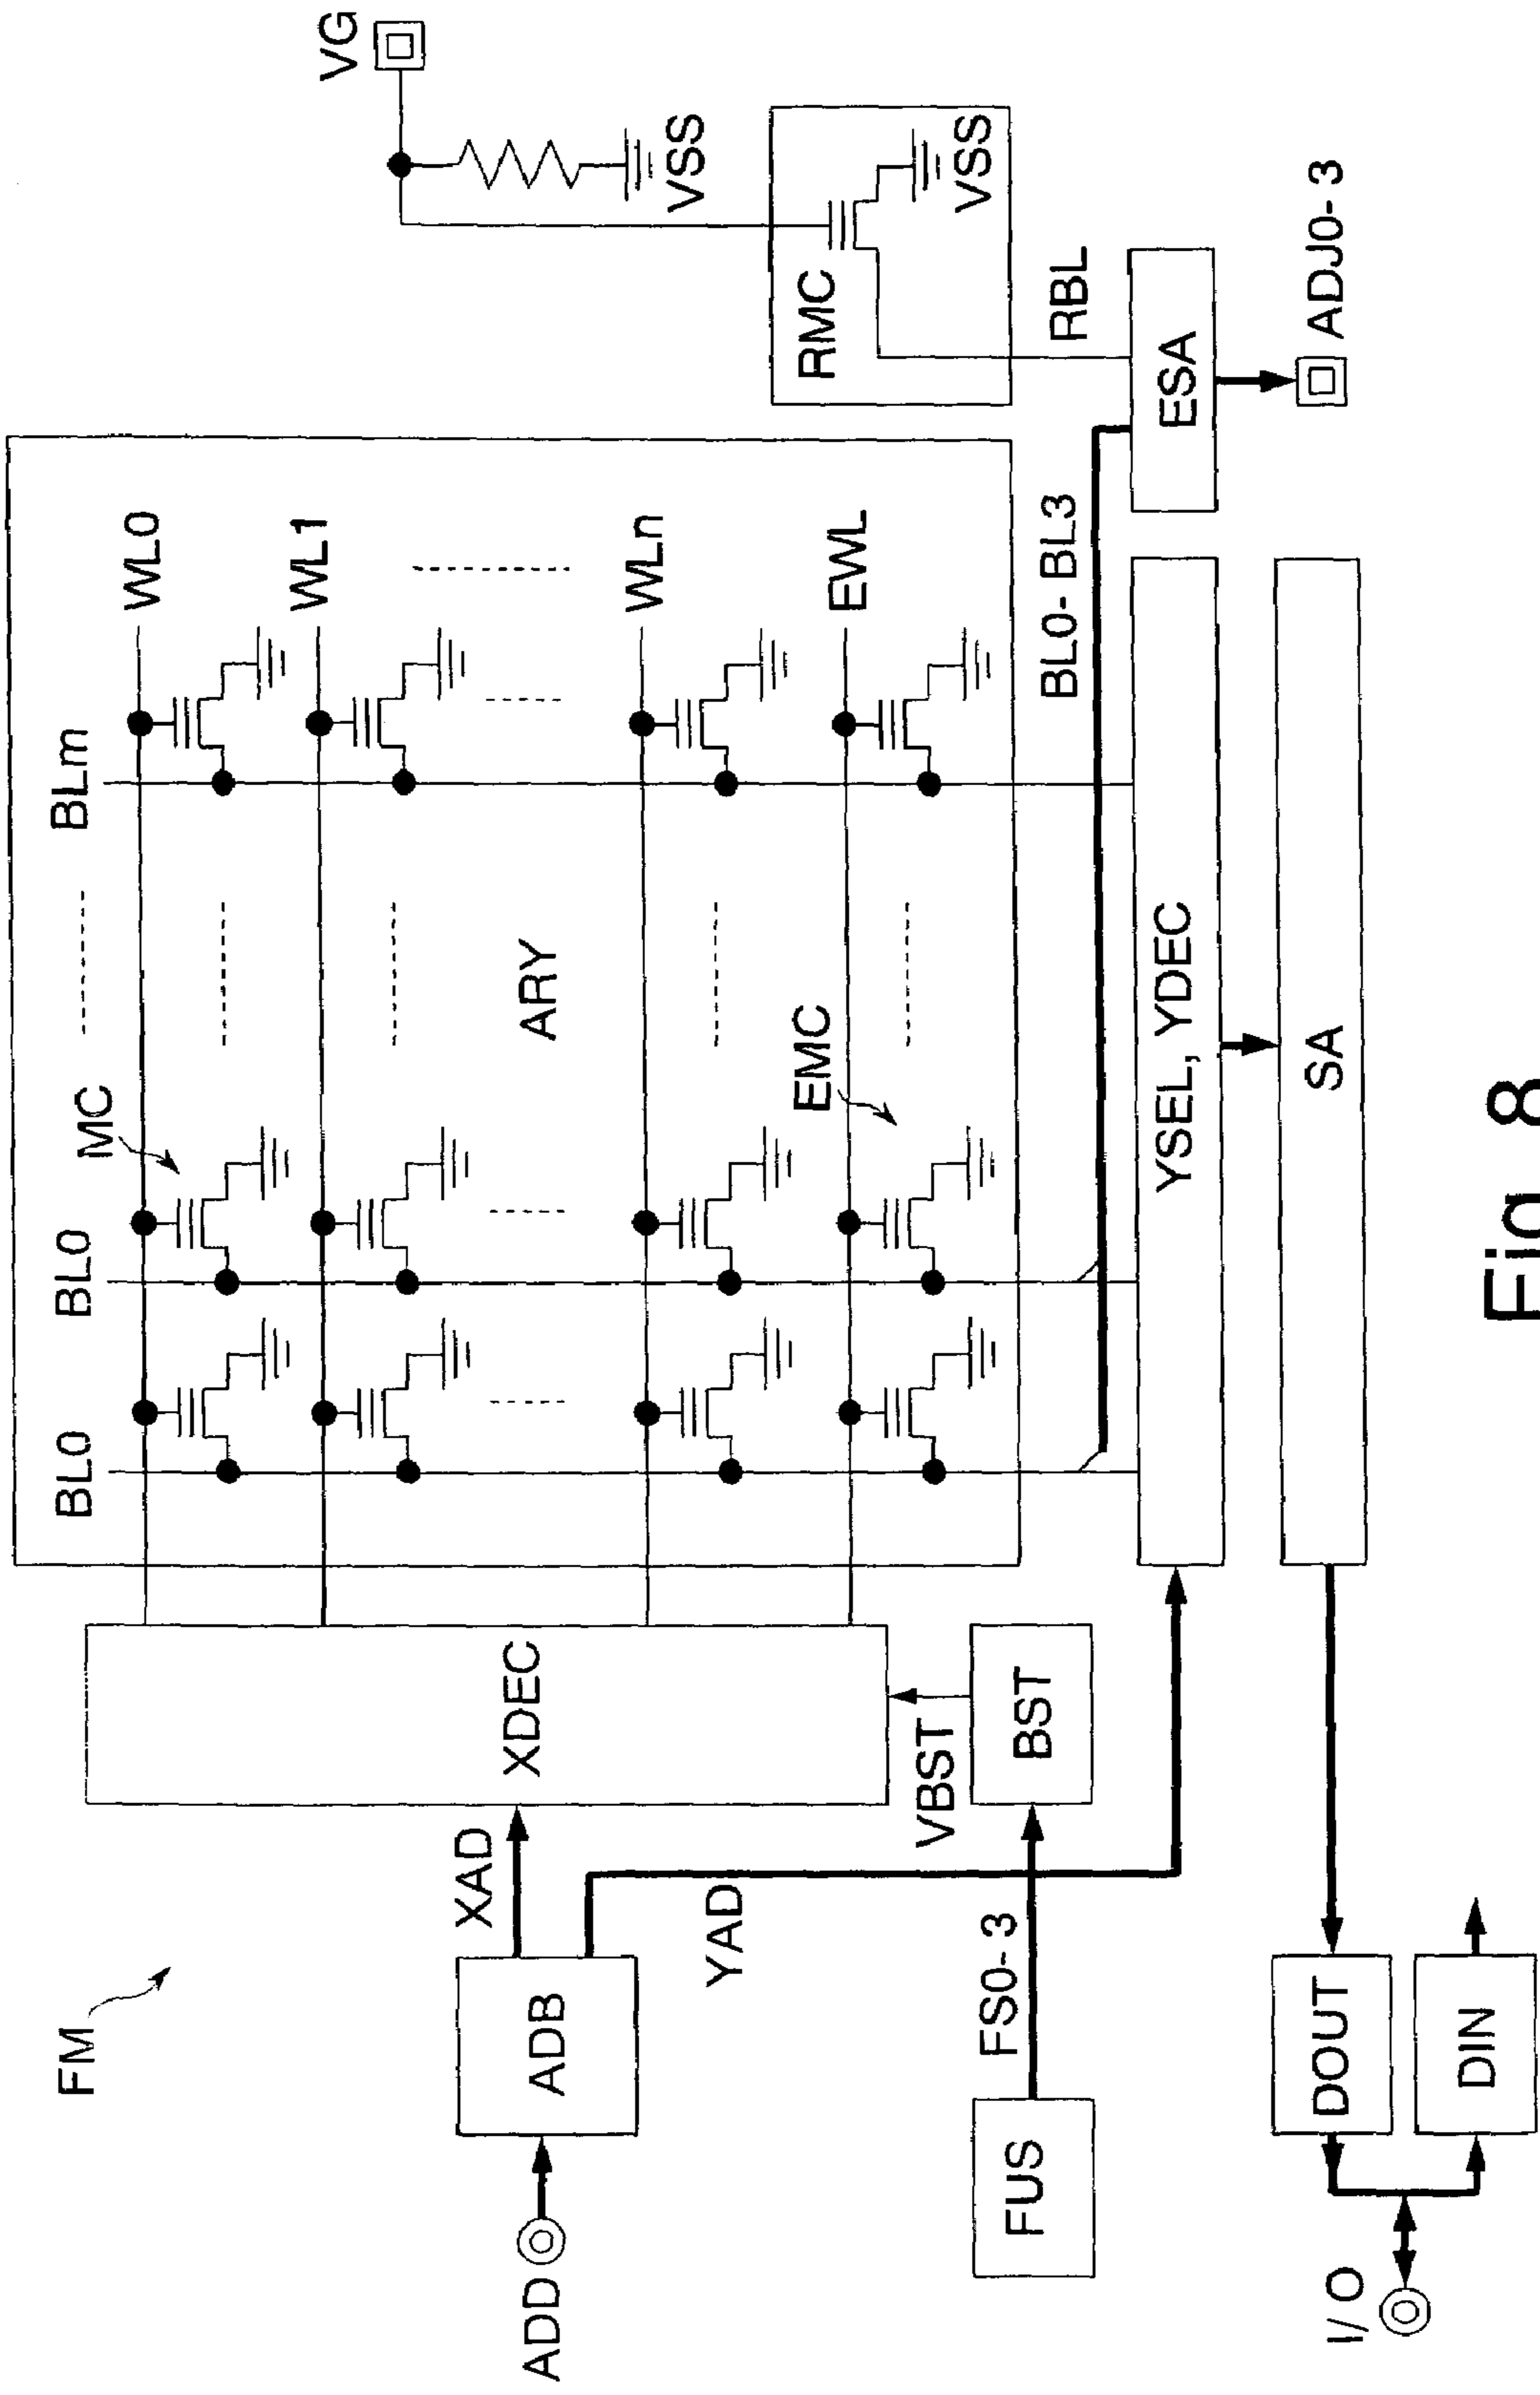 FM
BL0
BL0
BLm
MC
WL0
WL1
WLn
EWL
VG
VSS
ADD
ADB
XAD
YAD
XDEC
ARY
EMC
RMC
VSS
VBST
FUS
FS0-3
BST
BL0-BL3
RBL
YSEL, YDEC
ESA
I/O
DOUT
DIN
SA
ADJ0-3
Fig. 8